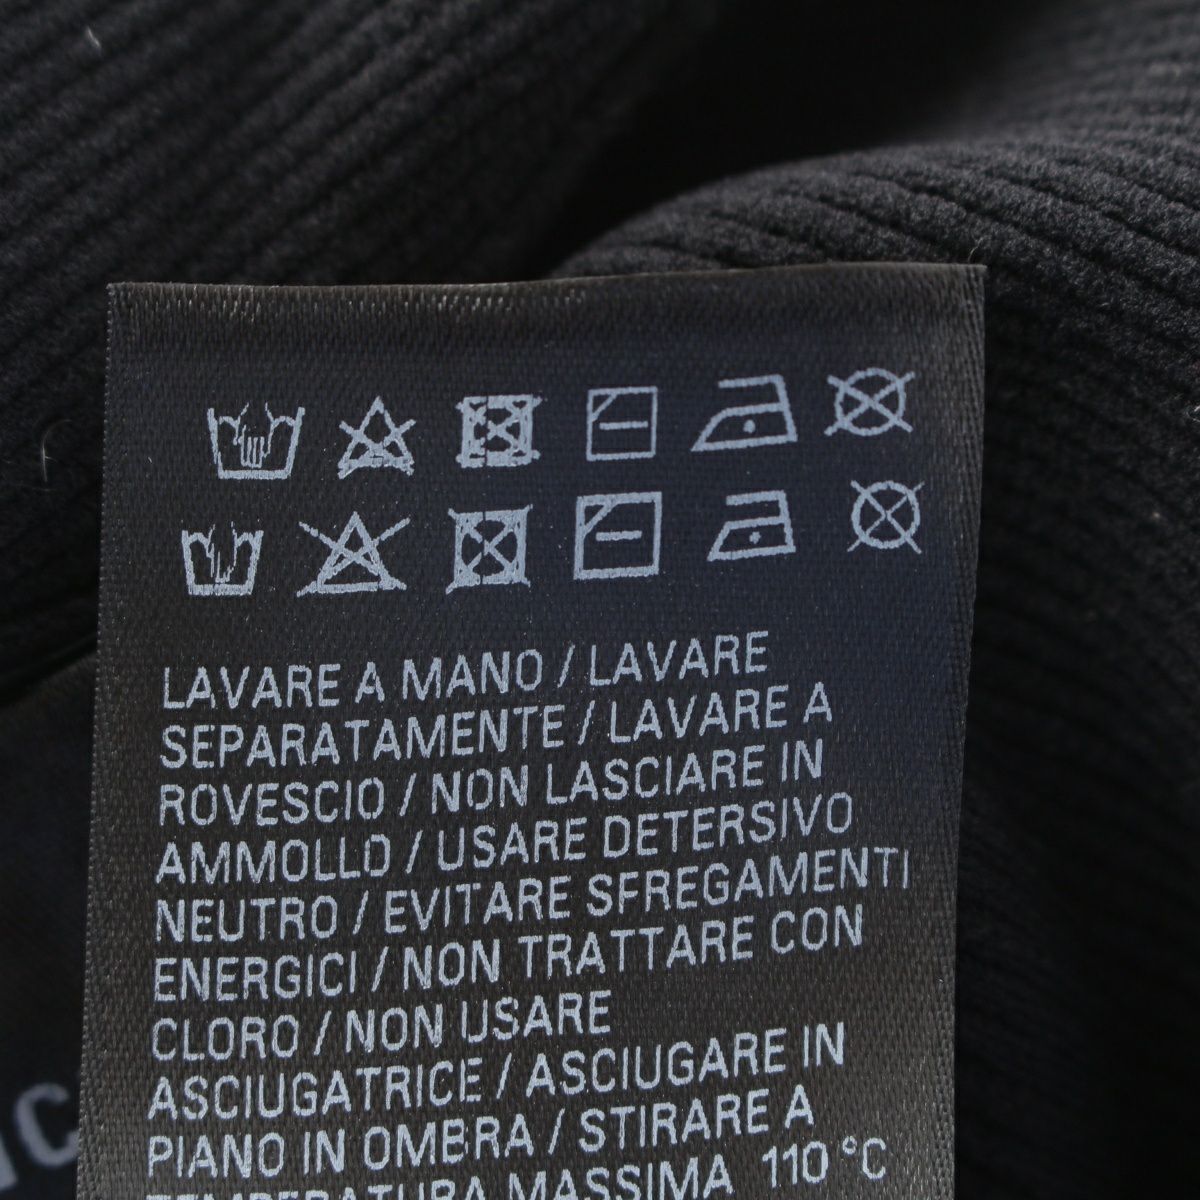 LAVARE A MANO / LAVARE
SEPARATAMENTE / LAVARE A
ROVESCIO / NON LASCIARE IN
AMMOLLO / USARE DETERSIVO
NEUTRO / EVITARE SFREGAMENTI
ENERGICI / NON TRATTARE CON
CLORO / NON USARE
ASCIUGATRICE / ASCIUGARE IN
PIANO IN OMBRA / STIRARE A
TEMPERATURA MASSIMA 110 °C